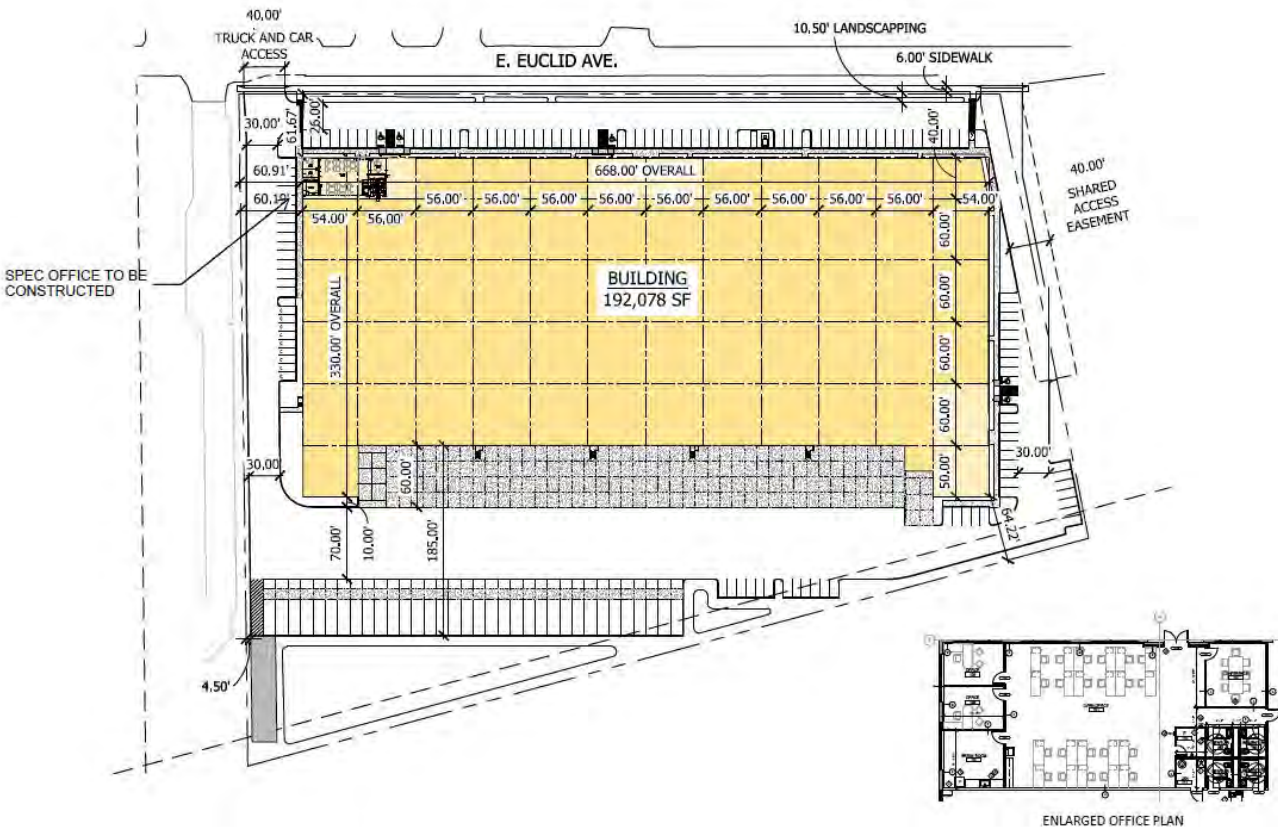 40.00'
TRUCK AND CAR
ACCESS
E. EUCLID AVE.
10.50' LANDSCAPPING
6.00' SIDEWALK
30.00'
61.67'
26.00'
40.00'
60.91'
668.00' OVERALL
40.00'
SHARED
ACCESS
EASEMENT
60.19'
54.00'
56.00'
56.00'
56.00'
56.00'
56.00'
56.00'
56.00'
56.00'
56.00'
56.00'
54.00'
SPEC OFFICE TO BE
CONSTRUCTED
330.00' OVERALL
BUILDING
192,078 SF
60.00'
60.00'
60.00'
60.00'
30.00'
60.00'
50.00'
30.00'
64.22'
70.00'
10.00'
185.00'
4.50'
OFFICE
ENLARGED OFFICE PLAN